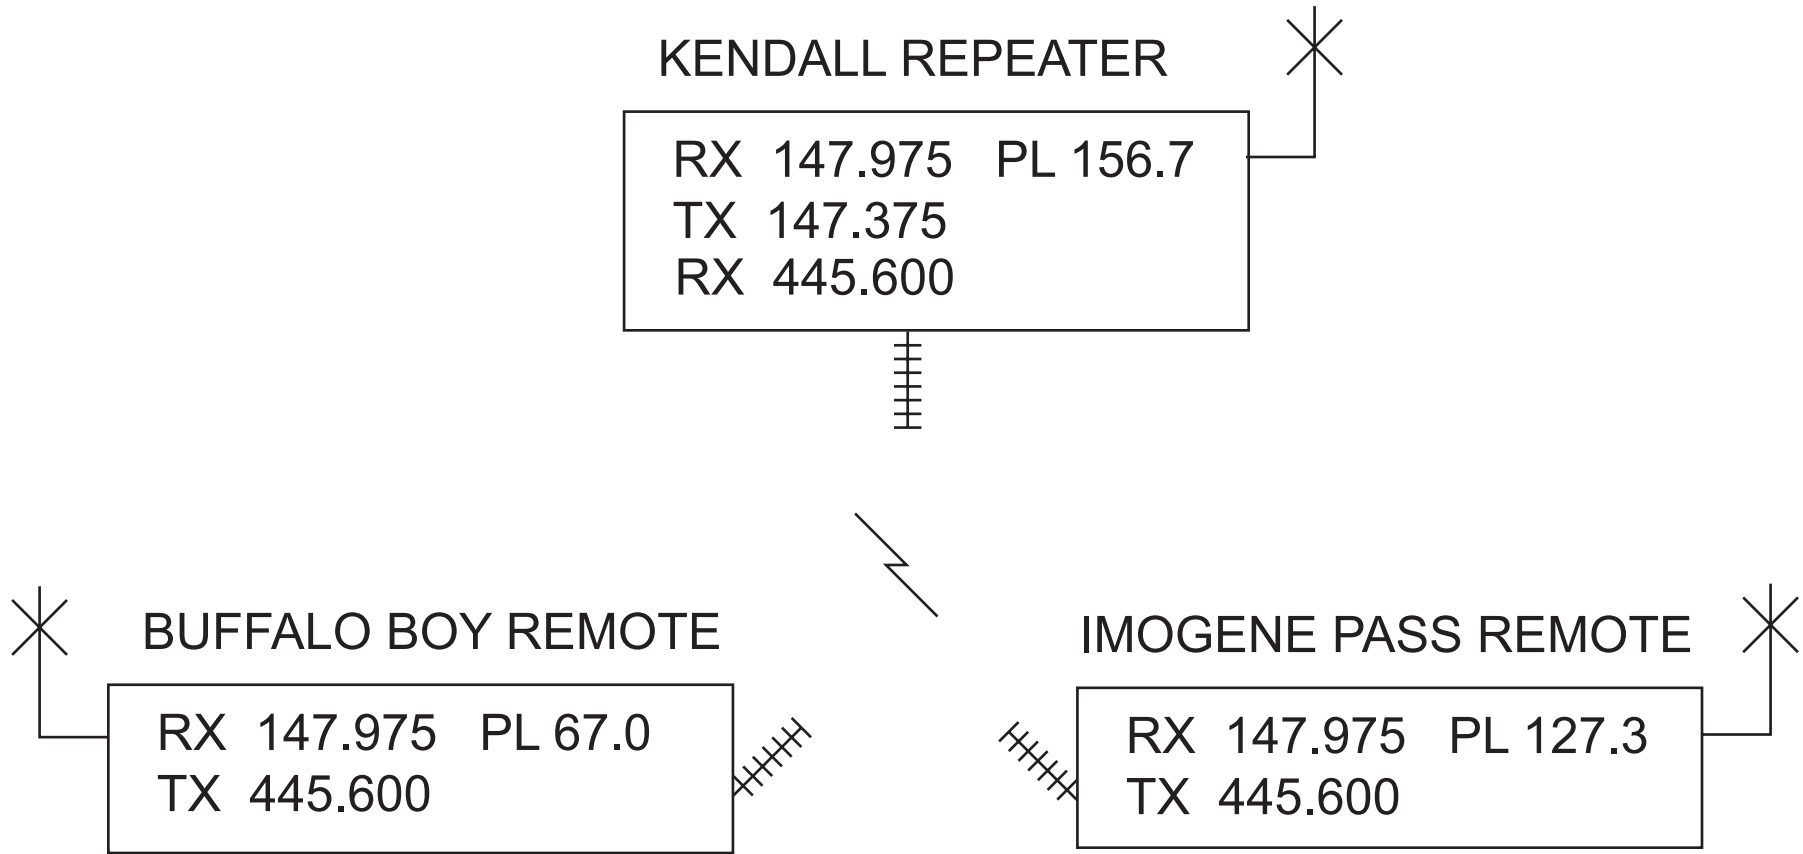 KENDALL REPEATER
RX 147.975 PL 156.7
TX 147.375
RX 445.600
BUFFALO BOY REMOTE
RX 147.975 PL 67.0
TX 445.600
IMOGENE PASS REMOTE
RX 147.975 PL 127.3
TX 445.600